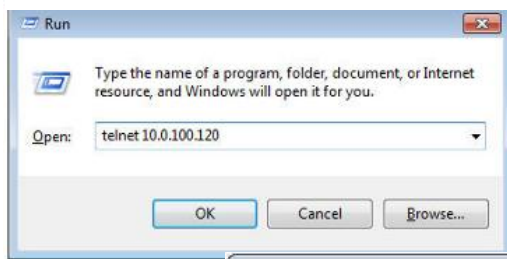 Run
Type the name of a program, folder, document, or Internet
resource, and Windows will open it for you.
Open: telnet 10.0.100.120
OK Cancel Browse...